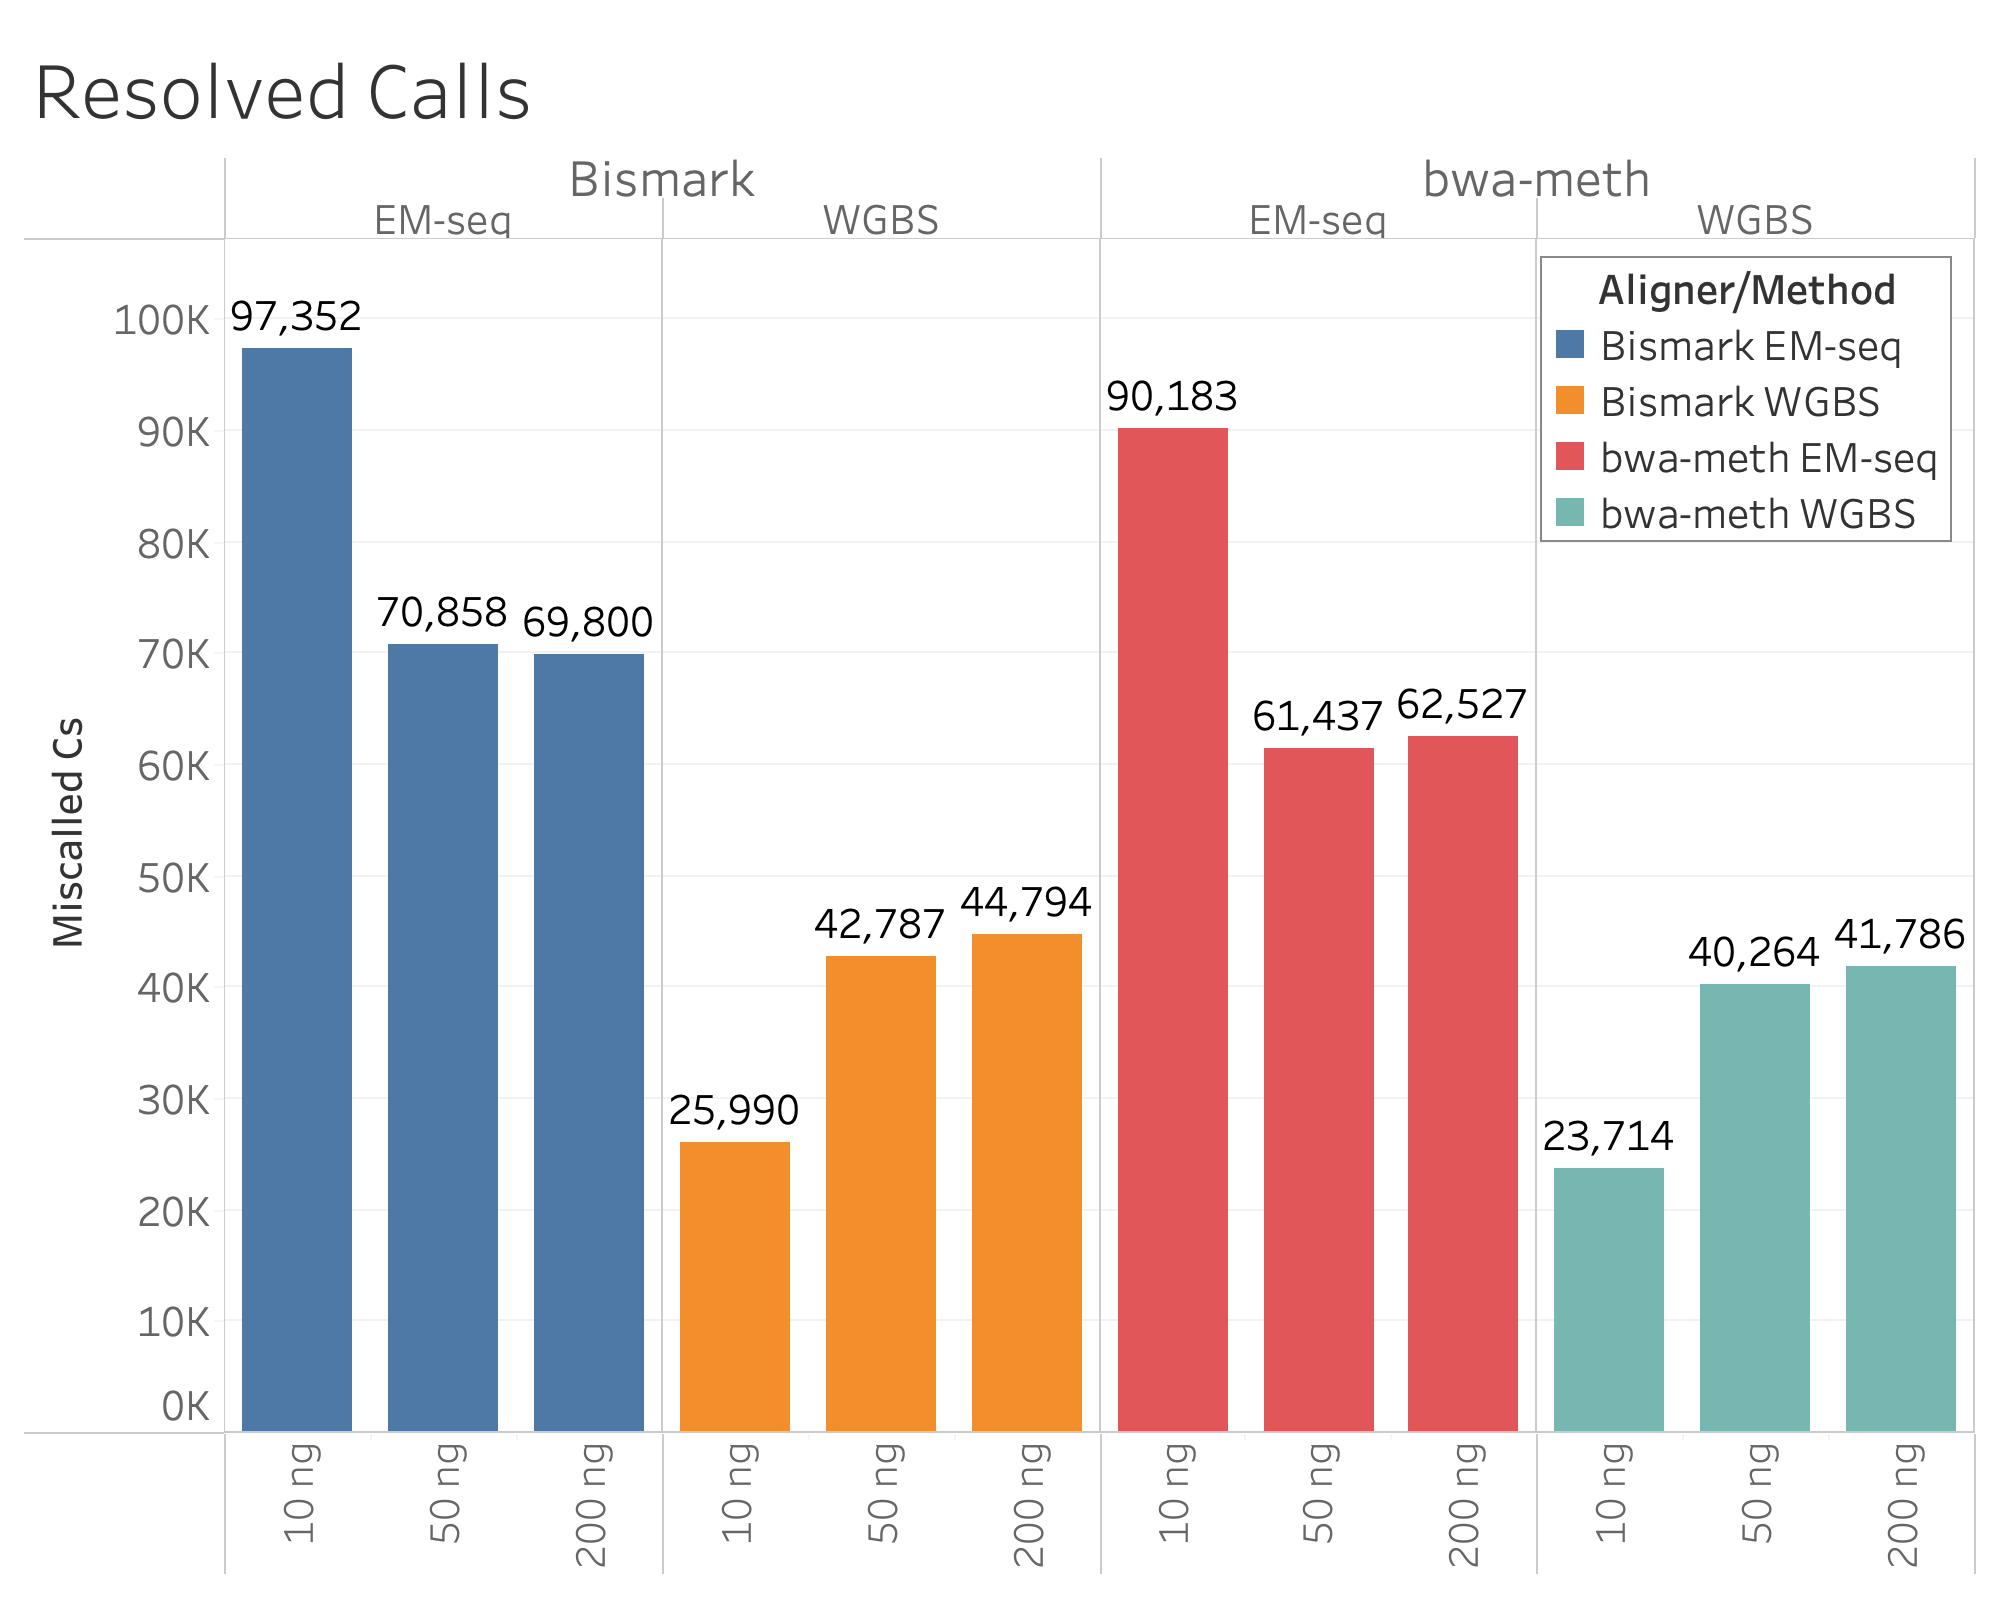 Resolved Calls
Bismark
bwa-meth
EM-seq
WGBS
EM-seq
WGBS
Aligner/Method
Bismark EM-seq
Bismark WGBS
bwa-meth EM-seq
bwa-meth WGBS
Miscalled Cs
100K
90K
80K
70K
60K
50K
40K
30K
20K
10K
0K
97,352
70,858
69,800
25,990
42,787
44,794
90,183
61,437
62,527
23,714
40,264
41,786
10 ng
50 ng
200 ng
10 ng
50 ng
200 ng
10 ng
50 ng
200 ng
10 ng
50 ng
200 ng